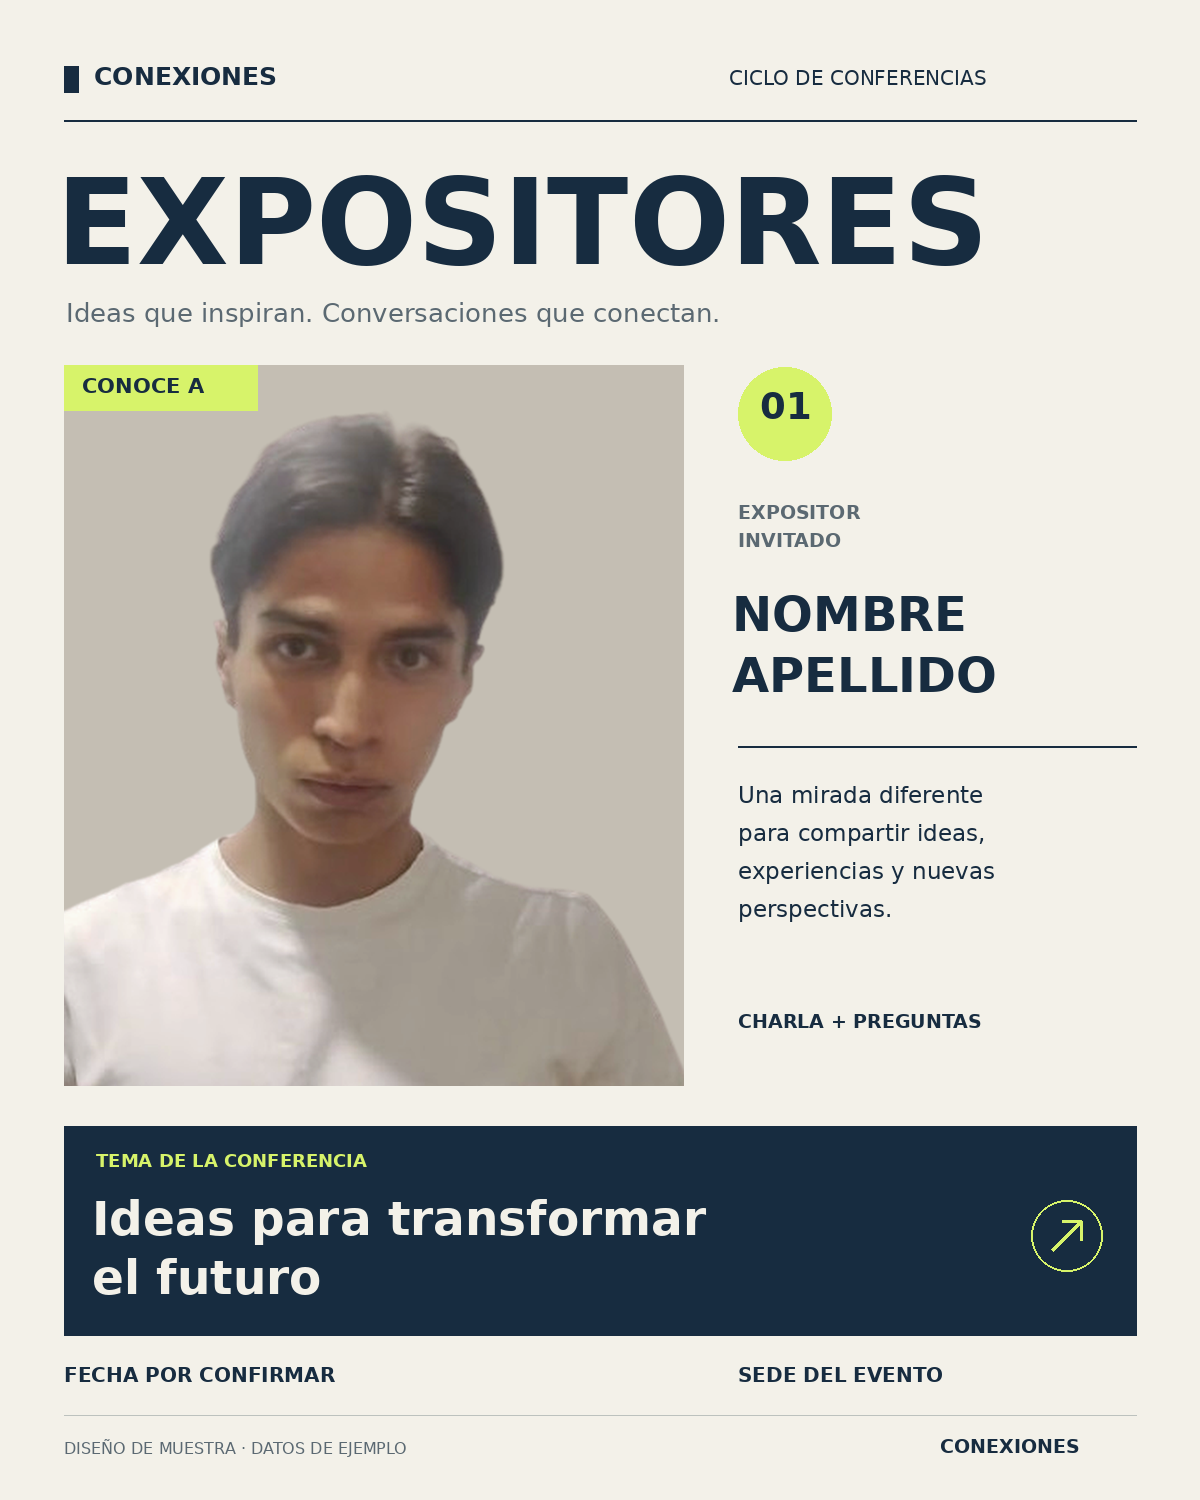 CONEXIONES
CICLO DE CONFERENCIAS
EXPOSITORES
Ideas que inspiran. Conversaciones que conectan.
CONOCE A
01
EXPOSITOR
INVITADO
NOMBRE
APELLIDO
Una mirada diferente
para compartir ideas,
experiencias y nuevas
perspectivas.
CHARLA + PREGUNTAS
TEMA DE LA CONFERENCIA
Ideas para transformar
el futuro
FECHA POR CONFIRMAR
SEDE DEL EVENTO
DISEÑO DE MUESTRA · DATOS DE EJEMPLO
CONEXIONES